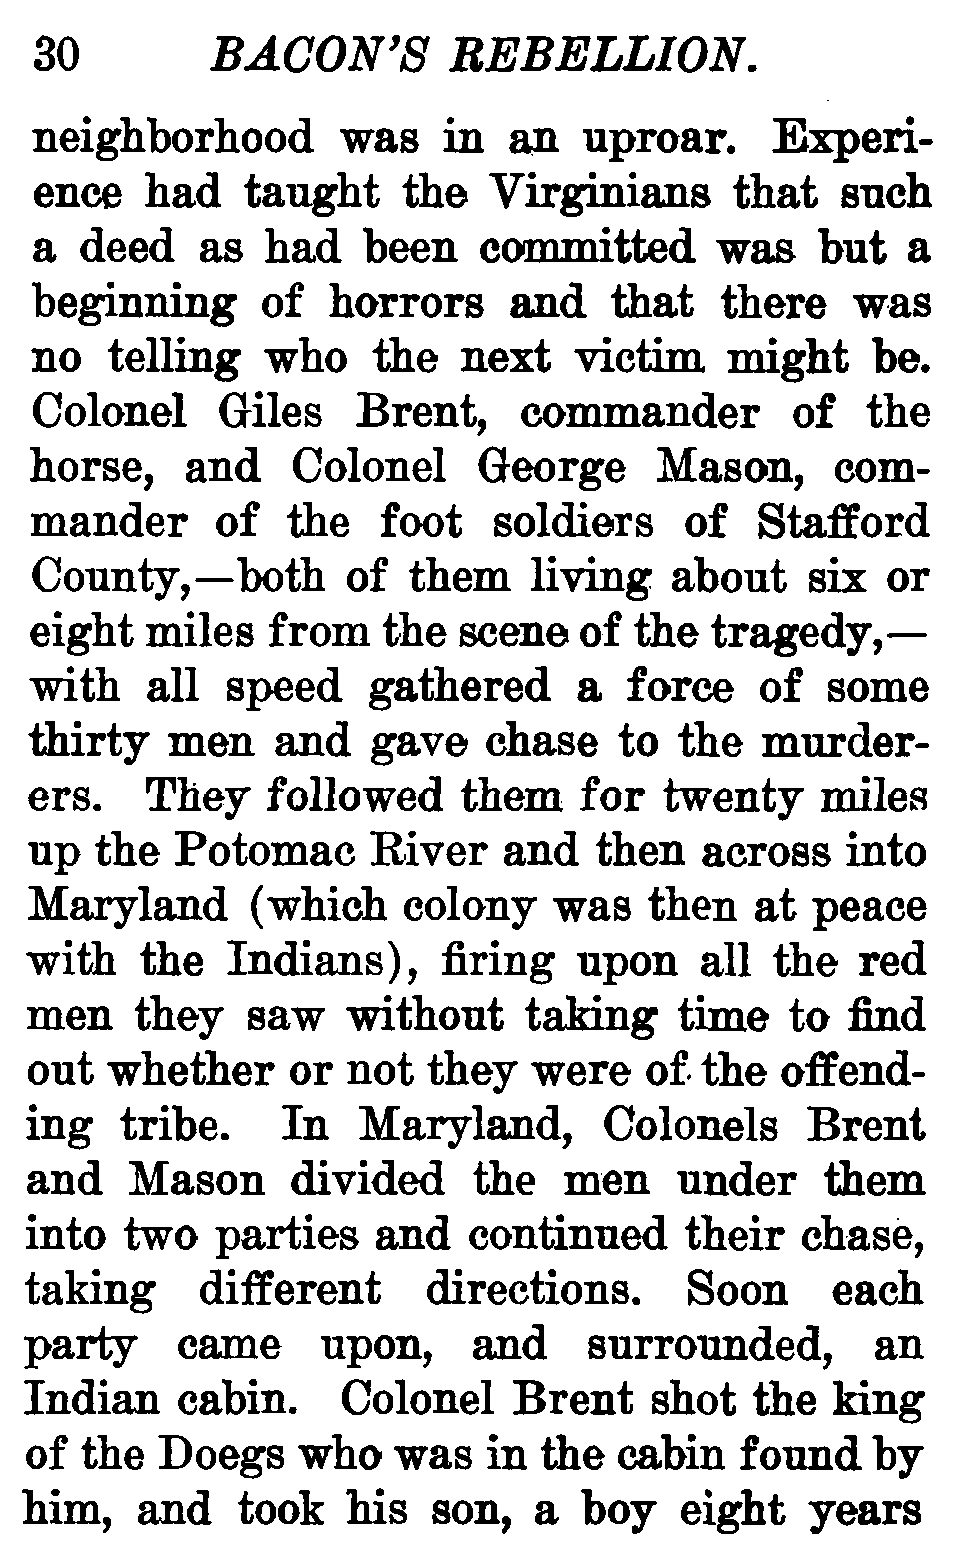 30 BACON'S REBELLION.
neighborhood was in an uproar. Experi-
ence had taught the Virginians that such
a deed as had been committed was but a
beginning of horrors and that there was
no telling who the next victim might be.
Colonel Giles Brent, commander of the
horse, and Colonel George Mason, com-
mander of the foot soldiers of Stafford
County,—both of them living about six or
eight miles from the scene of the tragedy,—
with all speed gathered a force of some
thirty men and gave chase to the murder-
ers. They followed them for twenty miles
up the Potomac River and then across into
Maryland (which colony was then at peace
with the Indians), firing upon all the red
men they saw without taking time to find
out whether or not they were of the offend-
ing tribe. In Maryland, Colonels Brent
and Mason divided the men under them
into two parties and continued their chase,
taking different directions. Soon each
party came upon, and surrounded, an
Indian cabin. Colonel Brent shot the king
of the Doegs who was in the cabin found by
him, and took his son, a boy eight years